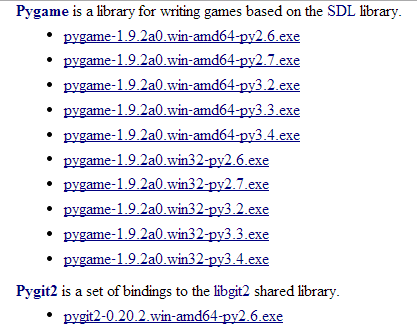 Pygame is a library for writing games based on the SDL library.
pygame-1.9.2a0.win-amd64-py2.6.exe
pygame-1.9.2a0.win-amd64-py2.7.exe
pygame-1.9.2a0.win-amd64-py3.2.exe
pygame-1.9.2a0.win-amd64-py3.3.exe
pygame-1.9.2a0.win-amd64-py3.4.exe
pygame-1.9.2a0.win32-py2.6.exe
pygame-1.9.2a0.win32-py2.7.exe
pygame-1.9.2a0.win32-py3.2.exe
pygame-1.9.2a0.win32-py3.3.exe
pygame-1.9.2a0.win32-py3.4.exe
Pygit2 is a set of bindings to the libgit2 shared library.
pygit2-0.20.2.win-amd64-py2.6.exe